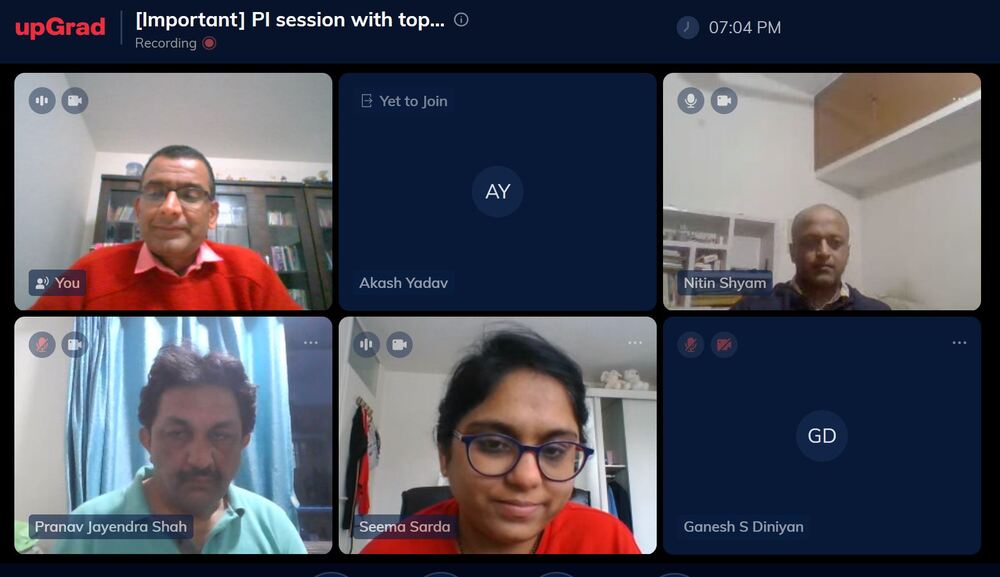 upGrad
[Important] PI session with top...
Recording
07:04 PM
You
Yet to Join
AY
Akash Yadav
Nitin Shyam
Pranav Jayendra Shah
Seema Sarda
GD
Ganesh S Diniyan